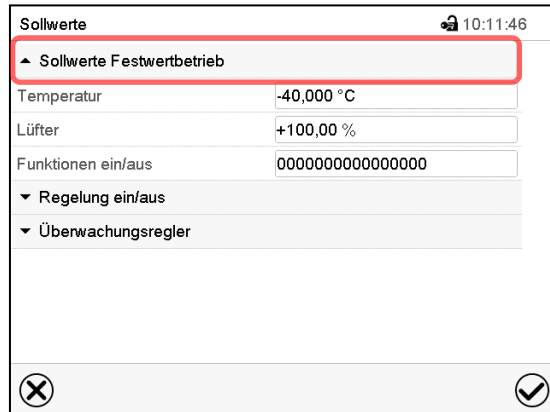 Sollwerte 10:11:46
Sollwerte Festwertbetrieb
Temperatur -40,000 °C
Lüfter +100,00 %
Funktionen ein/aus 0000000000000000
Regelung ein/aus
Überwachungsregler